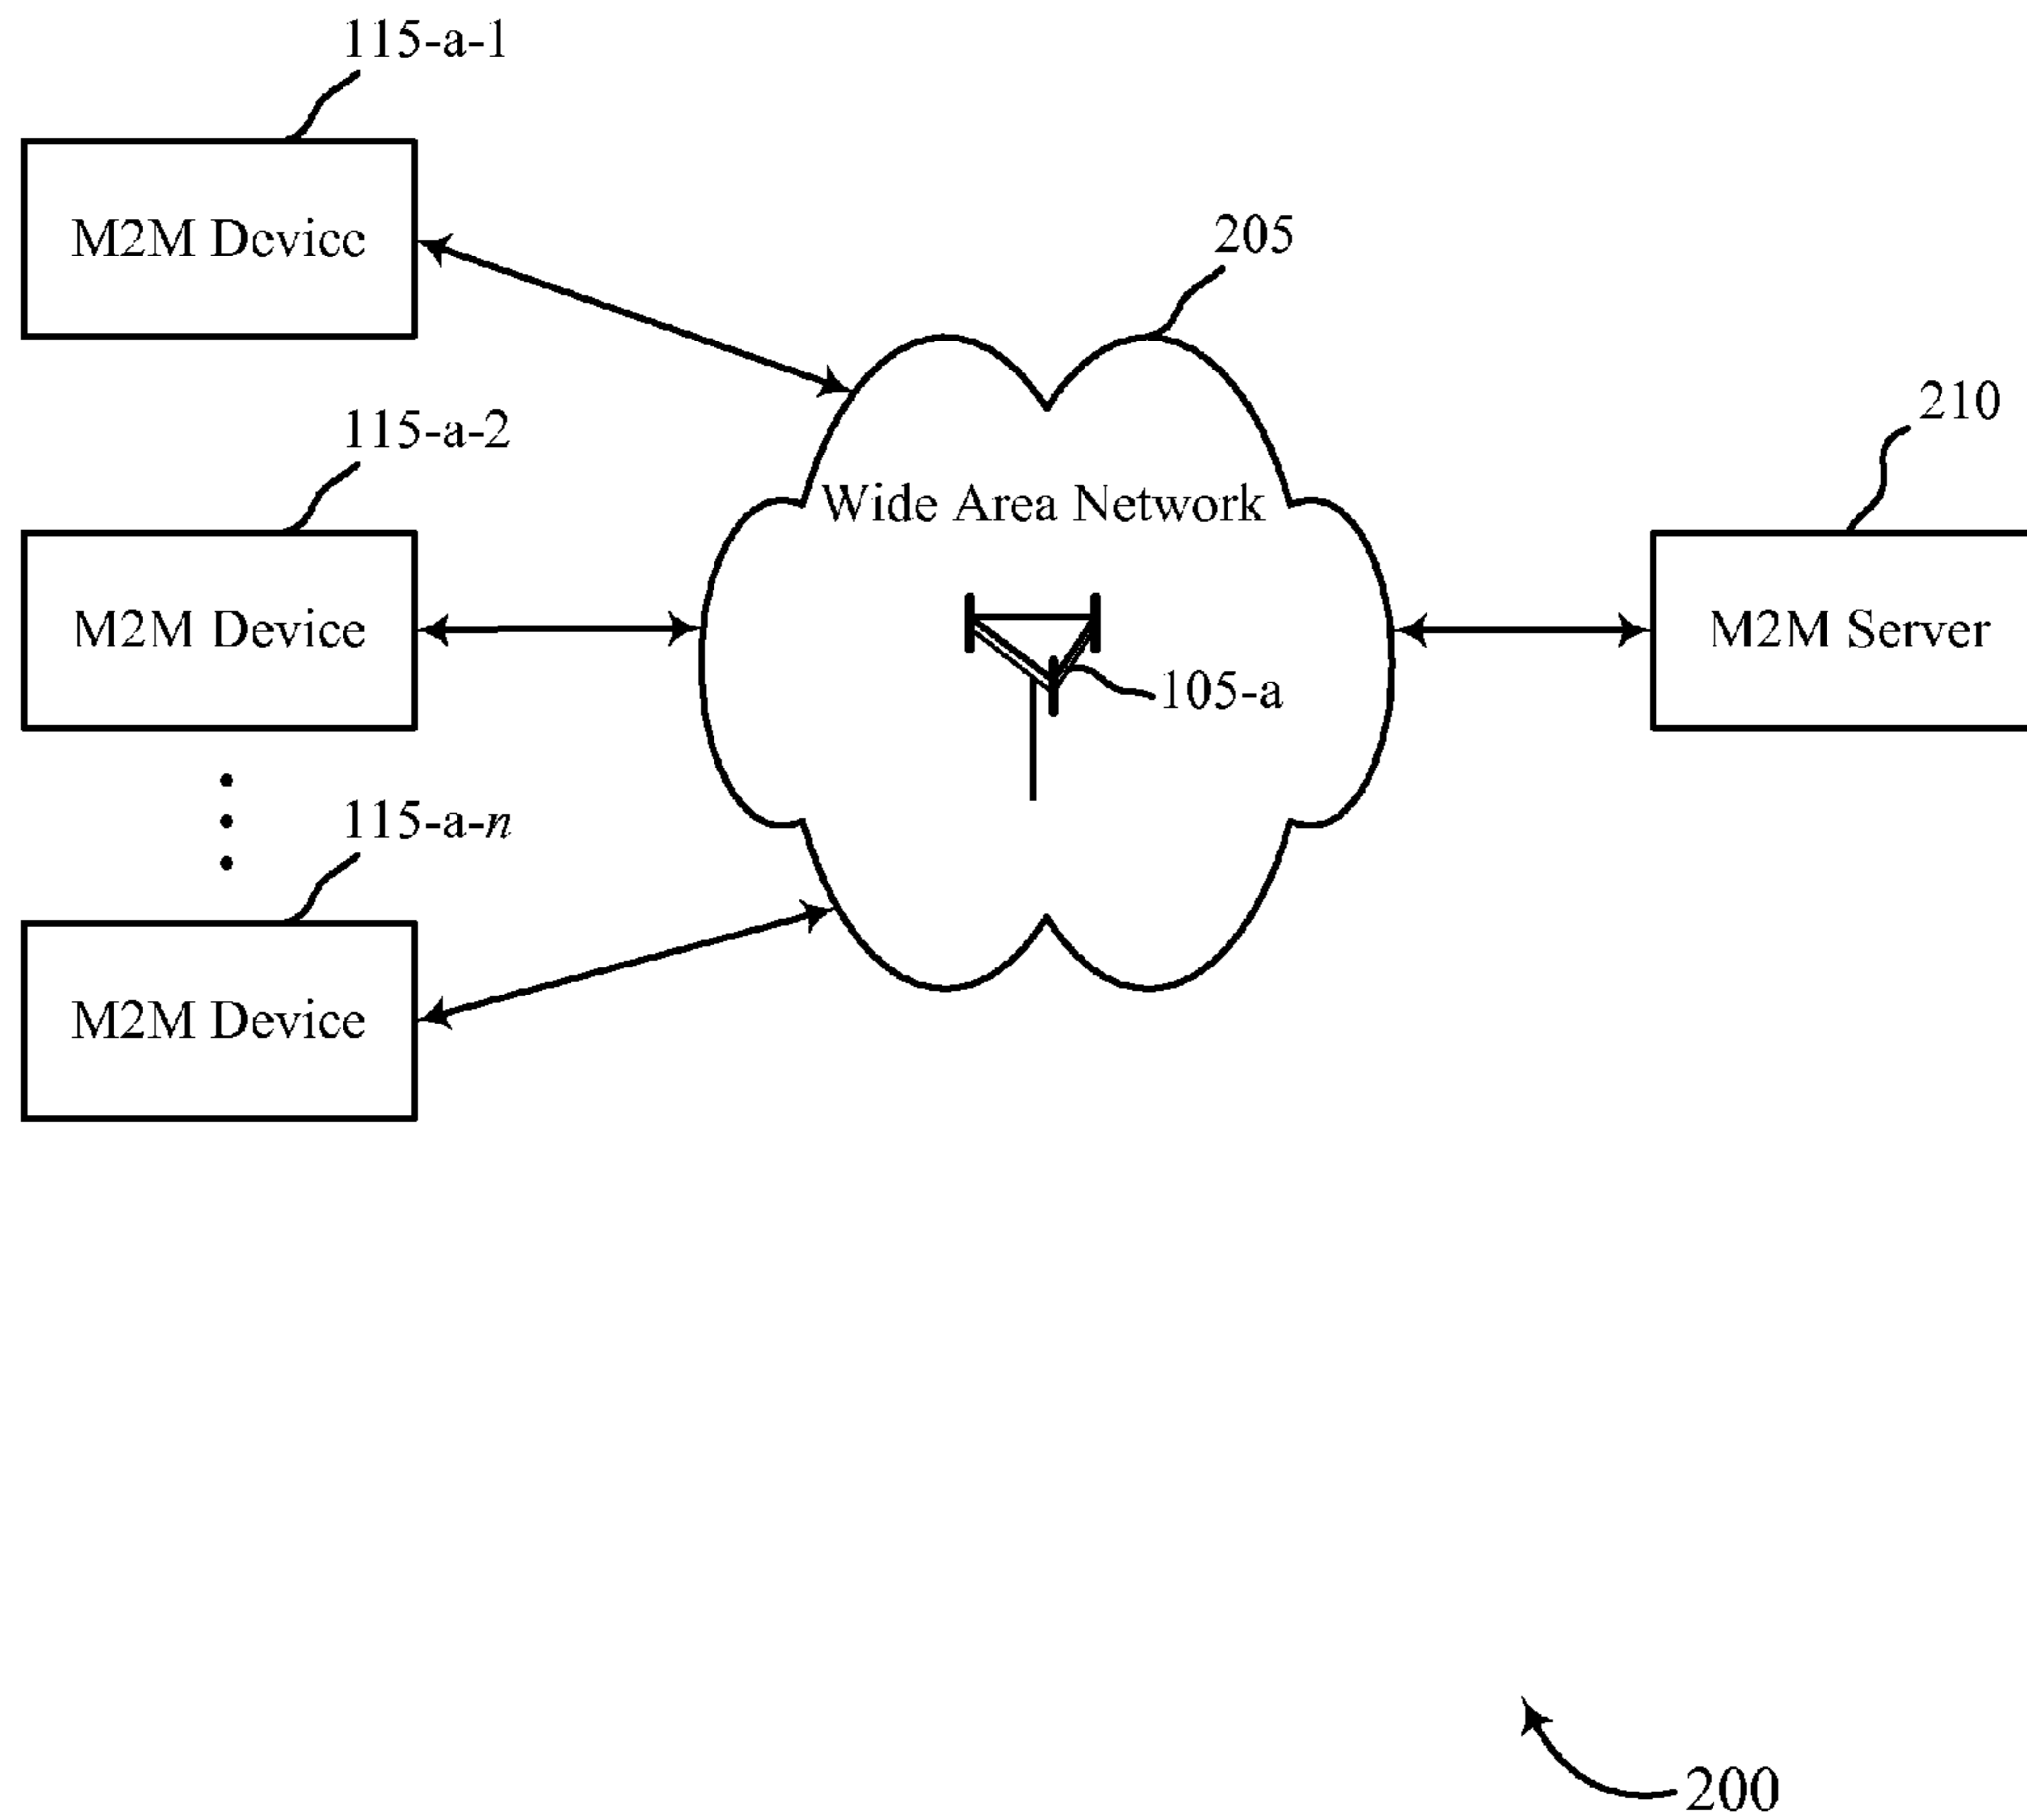 115-a-1
M2M Device
205
115-a-2
210
Wide Area Network
M2M Device
M2M Server
105-a
115-a-n
M2M Device
200